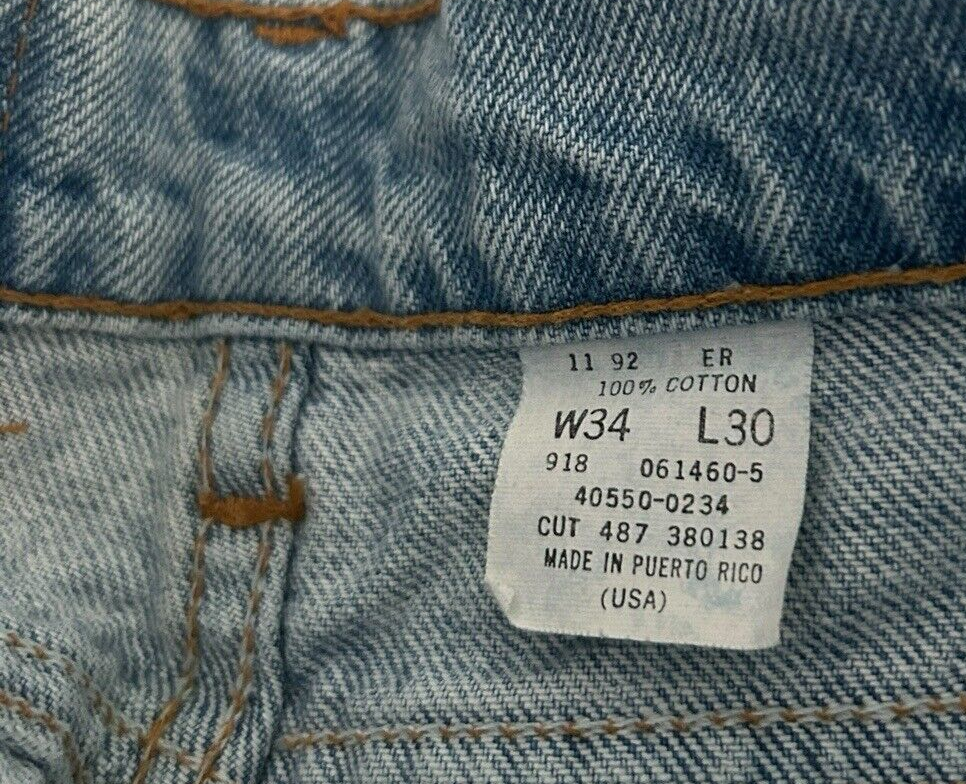 11 92 ER
100% COTTON
W34 L30
918 061460-5
40550-0234
CUT 487 380138
MADE IN PUERTO RICO
(USA)